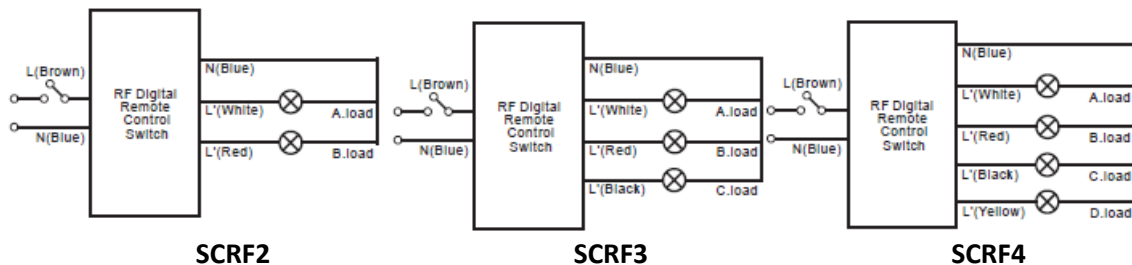 L(Brown)
N(Blue)
RF Digital
Remote
Control
Switch
N(Blue)
L'(White)
A.load
L'(Red)
B.load
SCRF2
L(Brown)
N(Blue)
RF Digital
Remote
Control
Switch
N(Blue)
L'(White)
A.load
L'(Red)
B.load
L'(Black)
C.load
SCRF3
L(Brown)
N(Blue)
RF Digital
Remote
Control
Switch
N(Blue)
L'(White)
A.load
L'(Red)
B.load
L'(Black)
C.load
L'(Yellow)
D.load
SCRF4